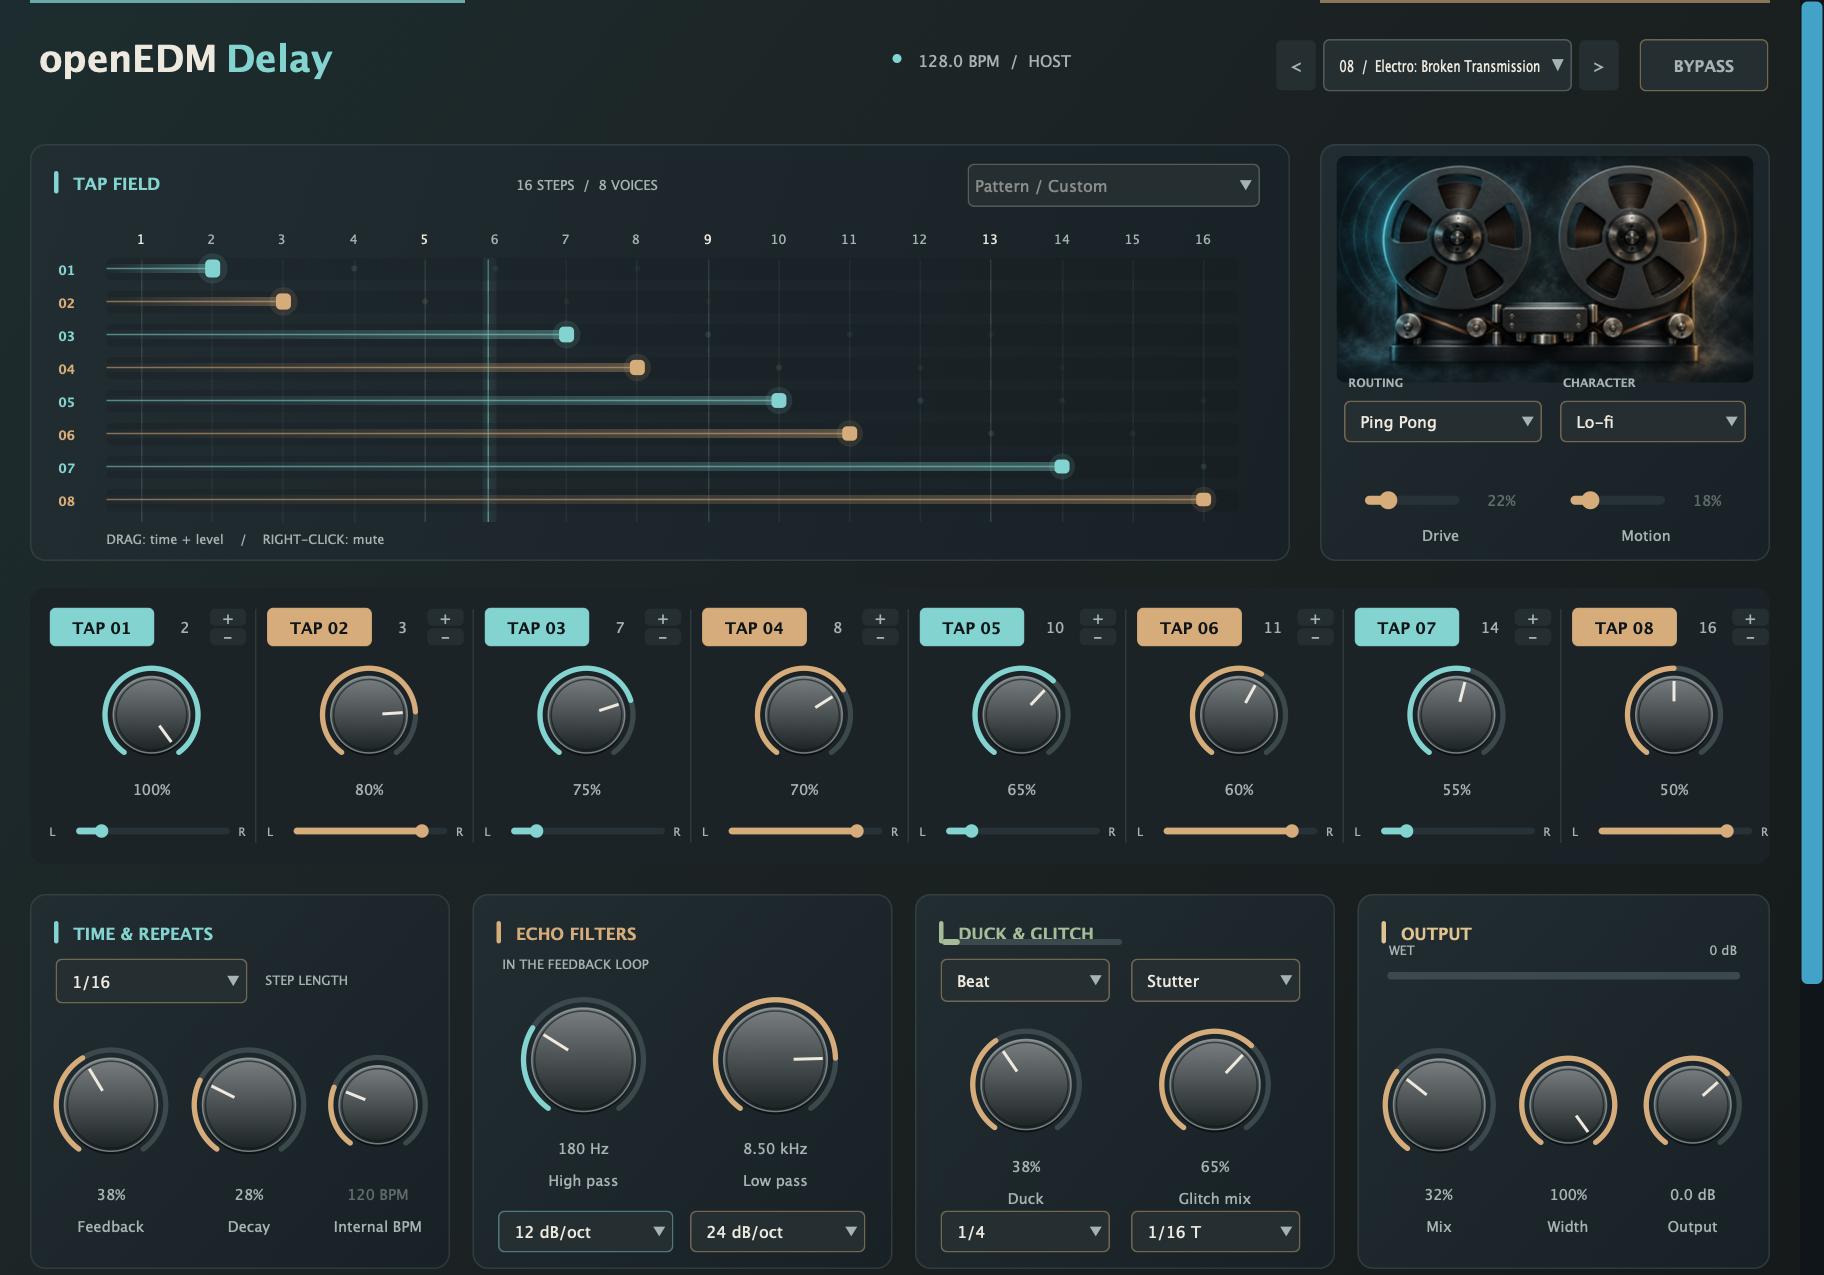 openEDM Delay
128.0 BPM / HOST
<
08 / Electro: Broken Transmission
>
BYPASS
TAP FIELD
16 STEPS / 8 VOICES
Pattern / Custom
1 2 3 4 5 6 7 8 9 10 11 12 13 14 15 16
01
02
03
04
05
06
07
08
DRAG: time + level / RIGHT-CLICK: mute
ROUTING CHARACTER
Ping Pong Lo-fi
22% 18%
Drive Motion
TAP 01 2 + − TAP 02 3 + − TAP 03 7 + − TAP 04 8 + − TAP 05 10 + − TAP 06 11 + − TAP 07 14 + − TAP 08 16 + −
100% 80% 75% 70% 65% 60% 55% 50%
L R L R L R L R L R L R L R L R
TIME & REPEATS
1/16 STEP LENGTH
38% 28% 120 BPM
Feedback Decay Internal BPM
ECHO FILTERS
IN THE FEEDBACK LOOP
180 Hz 8.50 kHz
High pass Low pass
12 dB/oct 24 dB/oct
DUCK & GLITCH
Beat Stutter
38% 65%
Duck Glitch mix
1/4 1/16 T
OUTPUT
WET 0 dB
32% 100% 0.0 dB
Mix Width Output